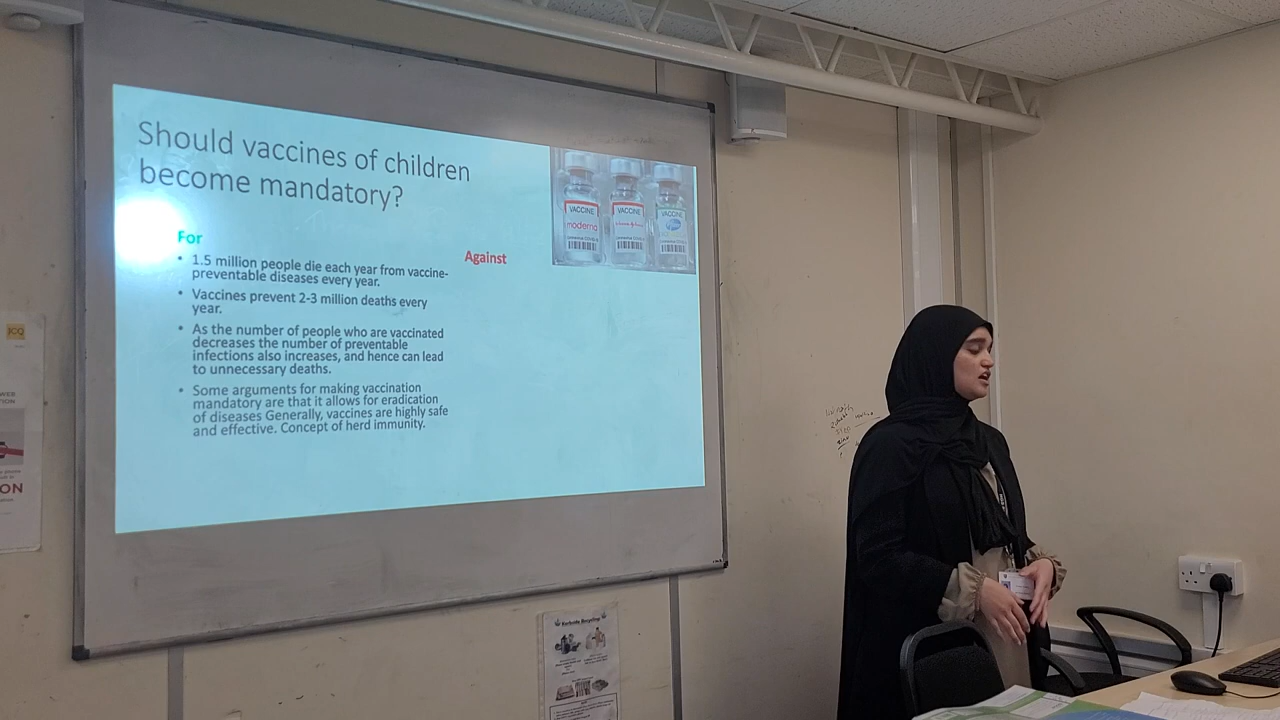 Should vaccines of children
become mandatory?
For
1.5 million people die each year from vaccine-
preventable diseases every year.
Vaccines prevent 2-3 million deaths every
year.
As the number of people who are vaccinated
decreases the number of preventable
infections also increases, and hence can lead
to unnecessary deaths.
Some arguments for making vaccination
mandatory are that it allows for eradication
of diseases Generally, vaccines are highly safe
and effective. Concept of herd immunity.
Against
VACCINE
moderna
VACCINE
VACCINE
Pfizer
ON
Kerbside Recycling